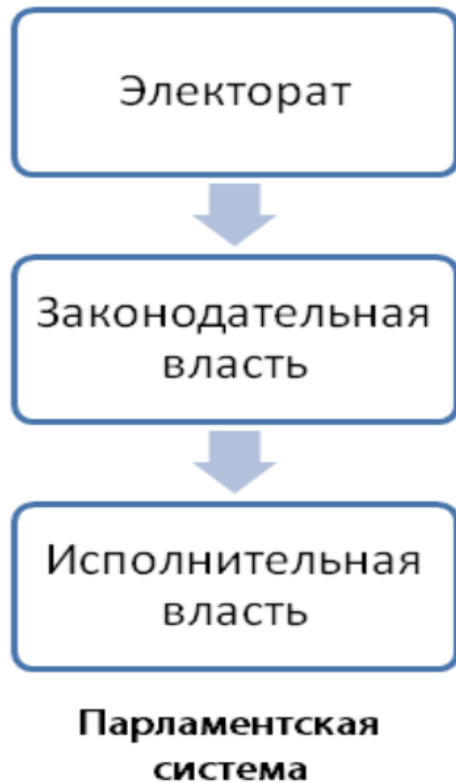 Электорат
Законодательная
власть
Исполнительная
власть
Парламентская
система